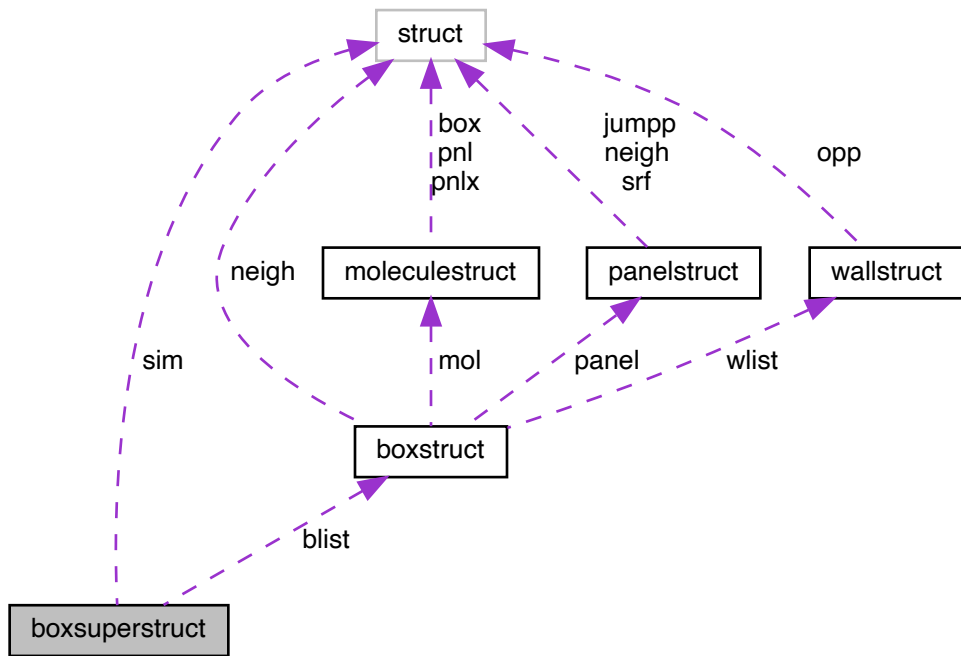 struct
box
pnl
pnlx
jumpp
neigh
srf
opp
neigh
moleculestruct
panelstruct
wallstruct
sim
mol
panel
wlist
boxstruct
blist
boxsuperstruct